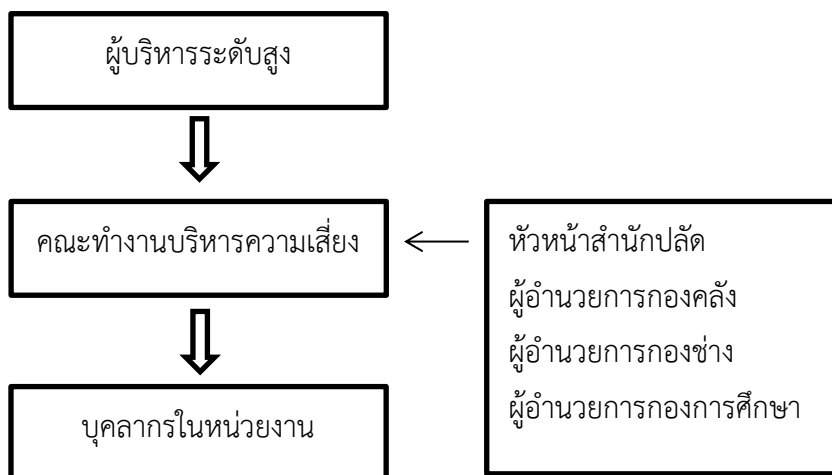 ผู้บริหารระดับสูง
คณะทำงานบริหารความเสี่ยง
หัวหน้าสำนักปลัด
ผู้อำนวยการกองคลัง
ผู้อำนวยการกองช่าง
ผู้อำนวยการกองการศึกษา
บุคลากรในหน่วยงาน